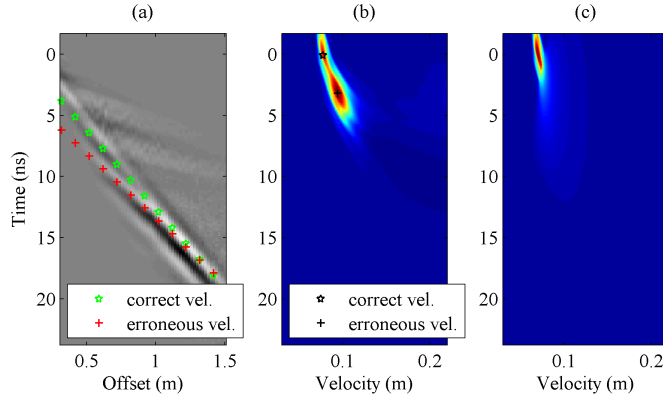 (a)
(b)
(c)
0
5
10
15
20
Time (ns)
0.5
1
1.5
Offset (m)
correct vel.
erroneous vel.
0
5
10
15
20
0.1
0.2
Velocity (m)
correct vel.
erroneous vel.
0
5
10
15
20
0.1
0.2
Velocity (m)